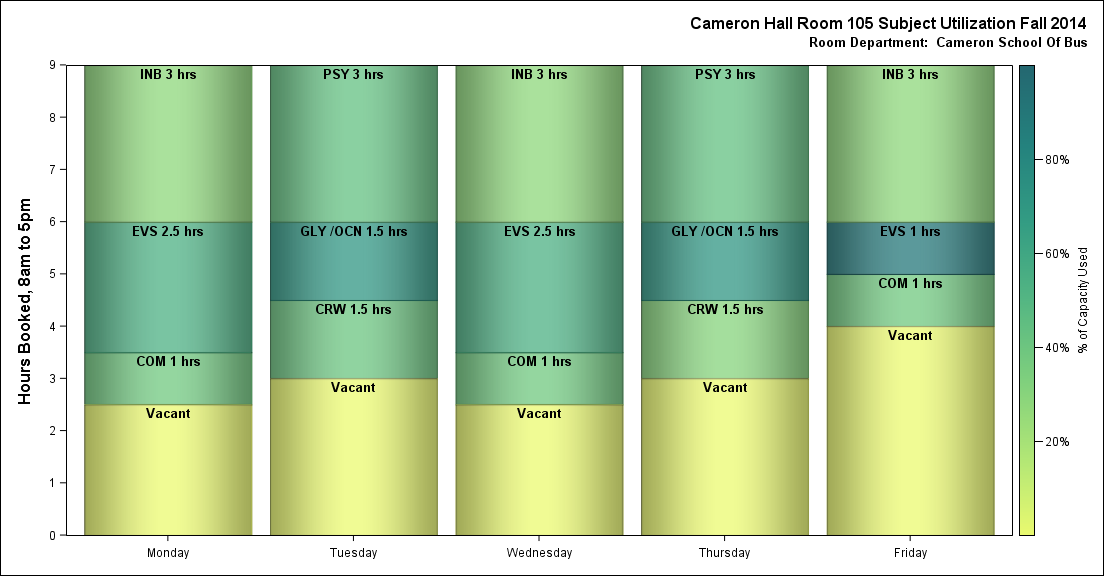 Cameron Hall Room 105 Subject Utilization Fall 2014
Room Department: Cameron School Of Bus
Hours Booked, 8am to 5pm
9
8
7
6
5
4
3
2
1
0
INB 3 hrs
EVS 2.5 hrs
COM 1 hrs
Vacant
PSY 3 hrs
GLY /OCN 1.5 hrs
CRW 1.5 hrs
Vacant
INB 3 hrs
EVS 2.5 hrs
COM 1 hrs
Vacant
PSY 3 hrs
GLY /OCN 1.5 hrs
CRW 1.5 hrs
Vacant
INB 3 hrs
EVS 1 hrs
COM 1 hrs
Vacant
Monday
Tuesday
Wednesday
Thursday
Friday
80%
60%
40%
20%
% of Capacity Used